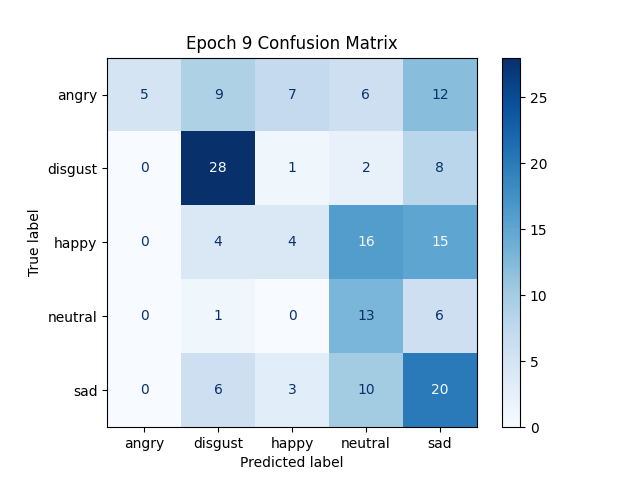 Epoch 9 Confusion Matrix
True label
angry 5 9 7 6 12
disgust 0 28 1 2 8
happy 0 4 4 16 15
neutral 0 1 0 13 6
sad 0 6 3 10 20
angry disgust happy neutral sad
Predicted label
25
20
15
10
5
0